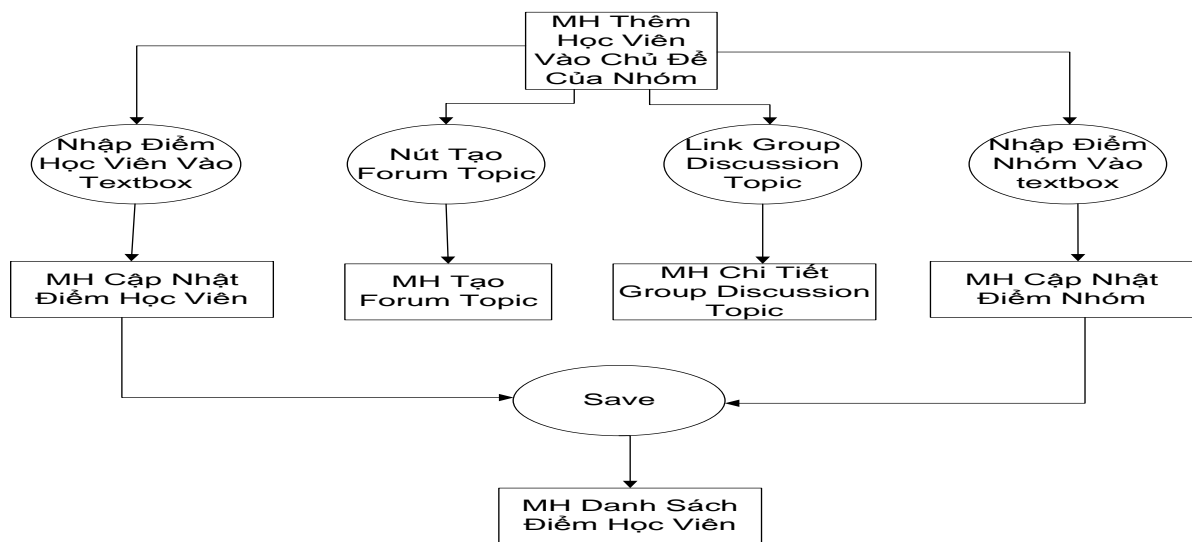 MH Thêm
Học Viên
Vào Chủ Để
Của Nhóm
Nhập Điểm
Học Viên Vào
Textbox
Nút Tạo
Forum Topic
Link Group
Discussion
Topic
Nhập Điểm
Nhóm Vào
textbox
MH Cập Nhật
Điểm Học Viên
MH Tạo
Forum Topic
MH Chi Tiết
Group Discussion
Topic
MH Cập Nhật
Điểm Nhóm
Save
MH Danh Sách
Điểm Học Viên